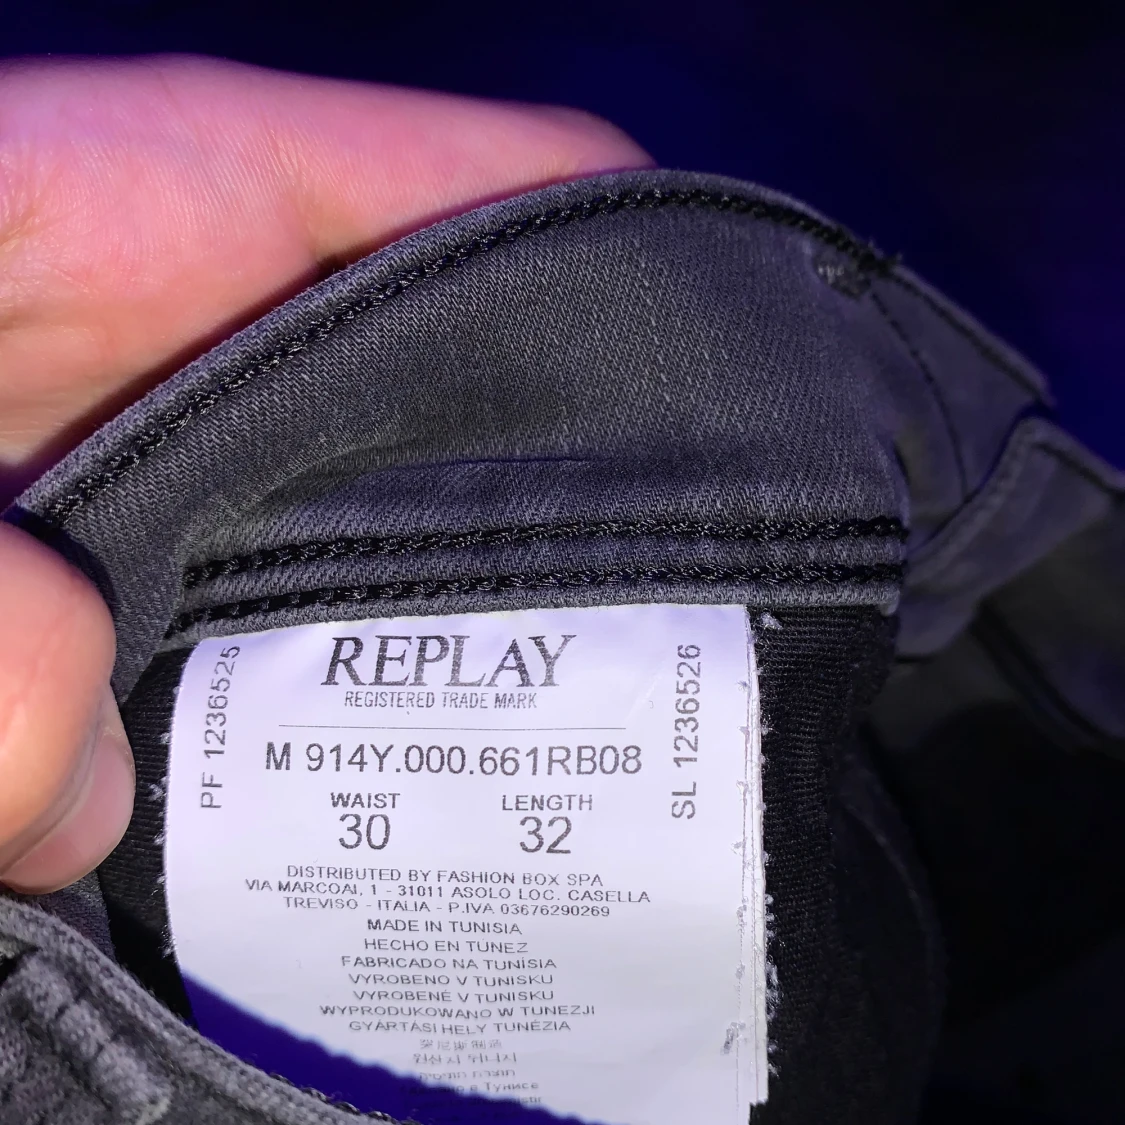 REPLAY
REGISTERED TRADE MARK
PF 1236525
SL 1236526
M 914Y.000.661RB08
WAIST LENGTH
30 32
DISTRIBUTED BY FASHION BOX SPA
VIA MARCOAI, 1 - 31011 ASOLO LOC. CASELLA
TREVISO - ITALIA - P.IVA 03676290269
MADE IN TUNISIA
HECHO EN TUNEZ
FABRICADO NA TUNÍSIA
VYROBENO V TUNISKU
VYROBENÉ V TUNISKU
WYPRODUKOWANO W TUNEZJI
GYÁRTÁSI HELY TUNÉZIA
в Тунисе